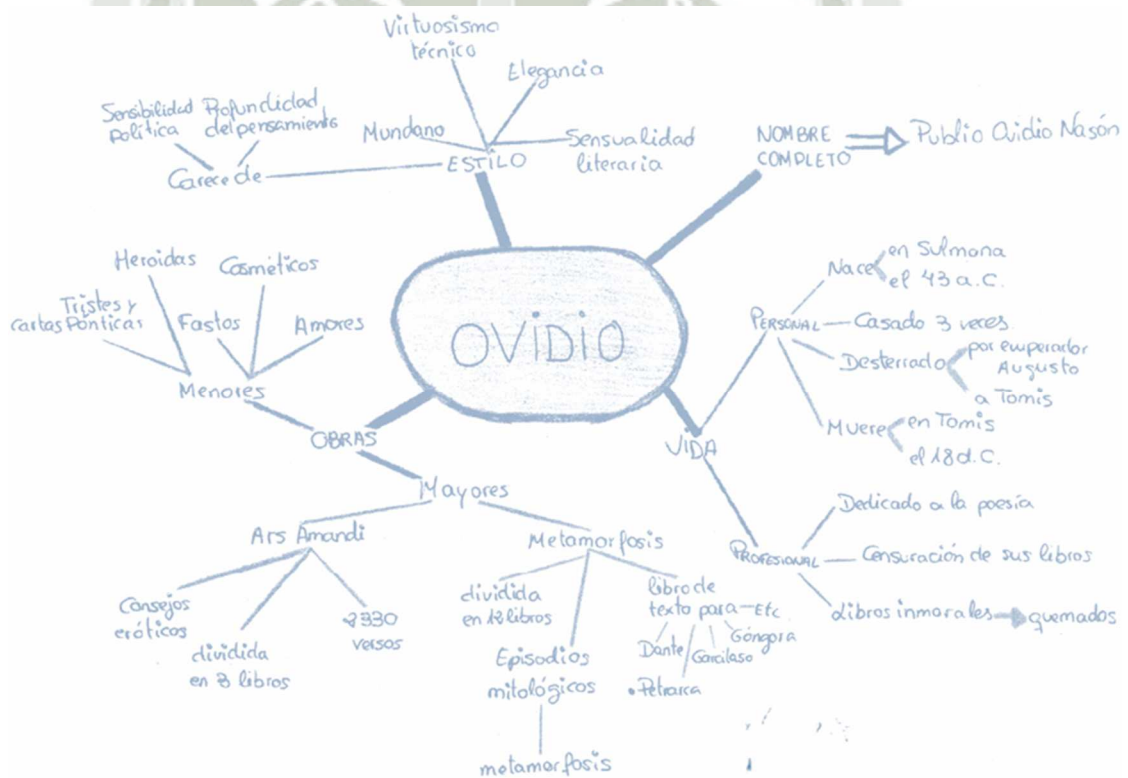 Virtuosismo
técnico
Elegancia
Mundano
Sensualidad
literaria
Sensibilidad
Política
Profundidad
del pensamiento
Carece de
ESTÍLO
NOMBRE
COMPLETO
Publio Ovidio Nasón
OVIDIO
Heroidas
Cosméticos
Tristes y
Cartas Pónticas
Fastos
Amores
Menores
OBRAS
Mayores
Ars Amandi
Consejos
eróticos
dividida
en 3 libros
2330
versos
Metamorfosis
dividida
en libros
Episodios
mitológicos
metamorfosis
libro de
texto para
Etc
Dante
Petrarca
Garcilaso
Góngora
VIDA
PERSONAL
Nace
en Sulmona
el 43 a.C.
Casado 3 veces
Desterrado
por emperador
Augusto
a Tomis
Muere
en Tomis
el 18 d.C.
PROFESIONAL
Dedicado a la poesía
Censuración de sus libros
Libros inmorales
quemados